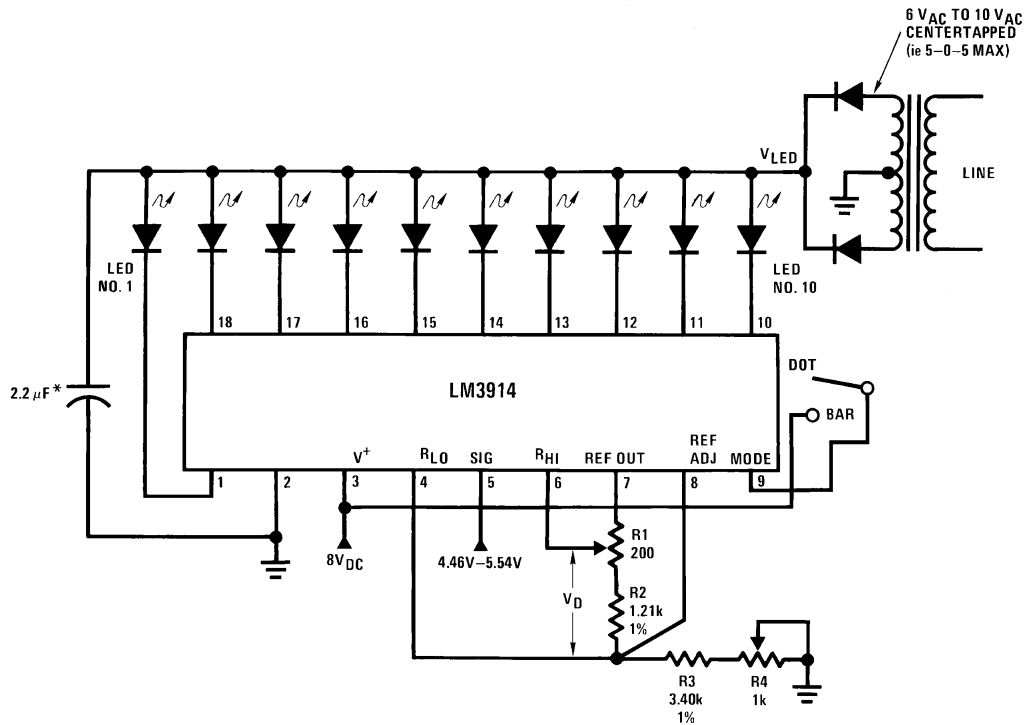 6 VAC TO 10 VAC
CENTERTAPPED
(ie 5–0–5 MAX)
VLED
LINE
LED
NO. 1
LED
NO. 10
18 17 16 15 14 13 12 11 10
2.2 μF*
LM3914
DOT
BAR
V+ RLO SIG RHI REF OUT REF ADJ MODE
1 2 3 4 5 6 7 8 9
8VDC
4.46V–5.54V
R1
200
VD
R2
1.21k
1%
R3
3.40k
1%
R4
1k